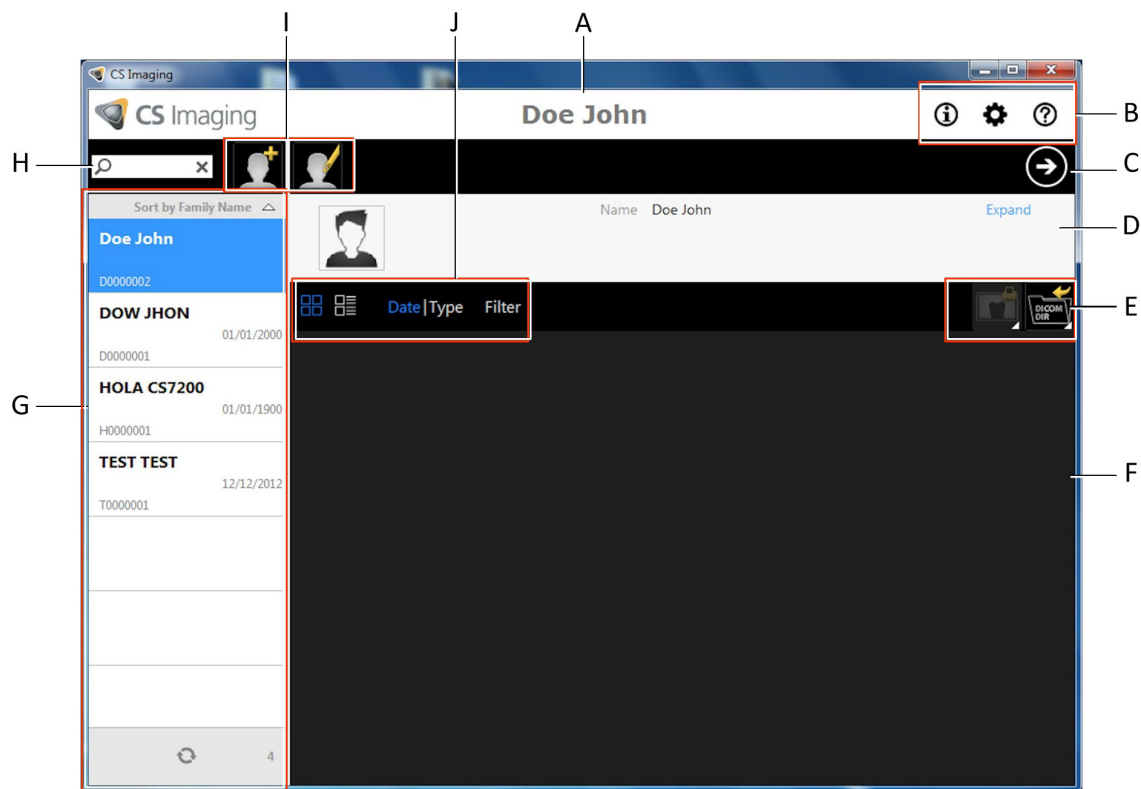 I J A
CS Imaging
CS Imaging Doe John B
H C
Sort by Family Name Name Doe John Expand
D
Doe John
D0000002
Date|Type Filter DICOM DIR E
DOW JHON
01/01/2000
D0000001
HOLA CS7200
G 01/01/1900
H0000001
TEST TEST
F
12/12/2012
T0000001
4